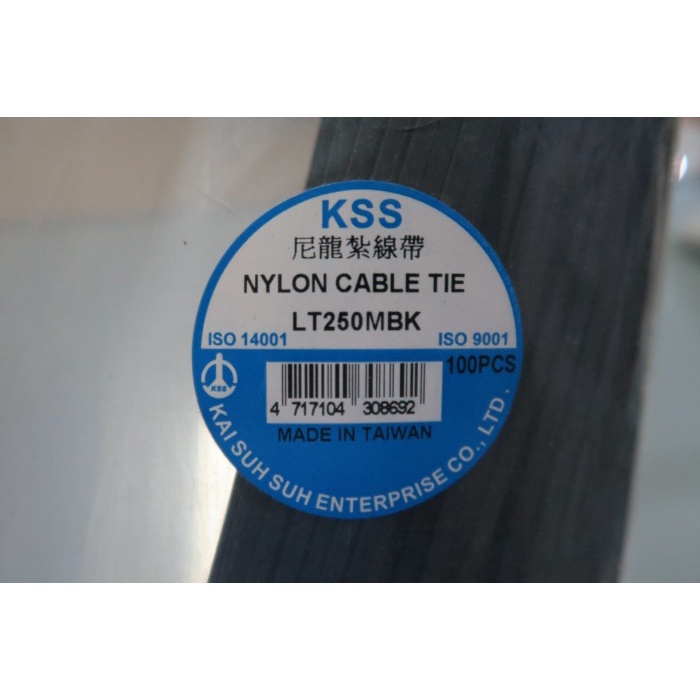 KSS
尼龍紮線帶
NYLON CABLE TIE
LT250MBK
ISO 14001
ISO 9001
100PCS
4 717104 308692
MADE IN TAIWAN
KSS
KAI SUH SUH ENTERPRISE CO., LTD.